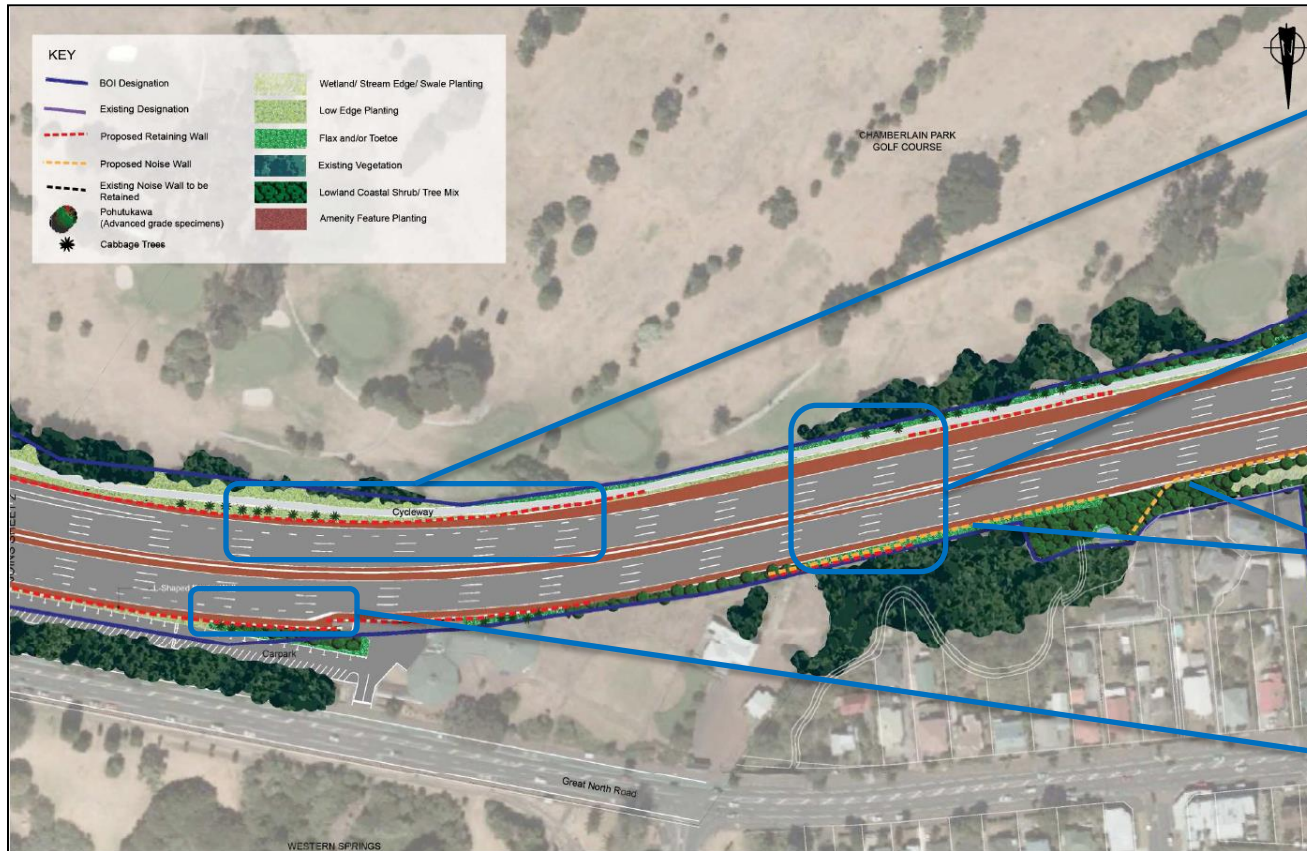 KEY
BOI Designation
Existing Designation
Proposed Retaining Wall
Proposed Noise Wall
Existing Noise Wall to be
Retained
Pohutukawa
(Advanced grade specimens)
Cabbage Trees
Wetland/ Stream Edge/ Swale Planting
Low Edge Planting
Flax and/or Toetoe
Existing Vegetation
Lowland Coastal Shrub/ Tree Mix
Amenity Feature Planting
CHAMBERLAIN PARK
GOLF COURSE
Cycleway
L-Shaped
Carpark
Great North Road
WESTERN SPRINGS